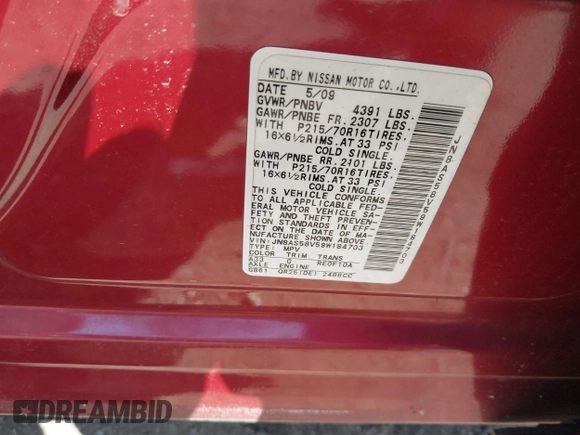 MFD.BY NISSAN MOTOR CO.,LTD.
DATE 5/09
GVWR/PNBV 4391 LBS.
GAWR/PNBE FR. 2307 LBS.
WITH P215/70R16TIRES.
16X6½RIMS.AT 33 PSI
COLD SINGLE.
GAWR/PNBE RR. 2101 LBS.
WITH P215/70R16TIRES.
16X6½RIMS.AT 33 PSI
COLD SINGLE.
THIS VEHICLE CONFORMS
TO ALL APPLICABLE FED-
ERAL MOTOR VEHICLE SA-
FETY AND THEFT PREVEN-
TION STANDARDS IN EFF-
ECT ON THE DATE OF MA-
NUFACTURE SHOWN ABOVE.
VIN:JN8AS58V59W184703
TYPE: MPV
COLOR TRIM TRANS
A33 G RE0F10A
AXLE ENGINE
GB61 QR25(DE) 2488CC
JN8AS58V59W184703
DREAMBID